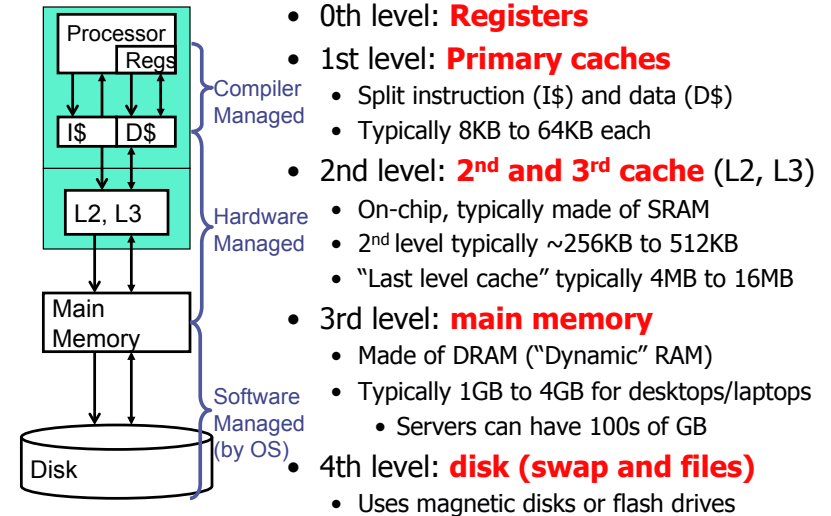 Processor
Regs
I$
D$
L2, L3
Main
Memory
Disk
Compiler
Managed
Hardware
Managed
Software
Managed
(by OS)
• 0th level: Registers
• 1st level: Primary caches
• Split instruction (I$) and data (D$)
• Typically 8KB to 64KB each
• 2nd level: 2nd and 3rd cache (L2, L3)
• On-chip, typically made of SRAM
• 2nd level typically ~256KB to 512KB
• “Last level cache” typically 4MB to 16MB
• 3rd level: main memory
• Made of DRAM (“Dynamic” RAM)
• Typically 1GB to 4GB for desktops/laptops
• Servers can have 100s of GB
• 4th level: disk (swap and files)
• Uses magnetic disks or flash drives